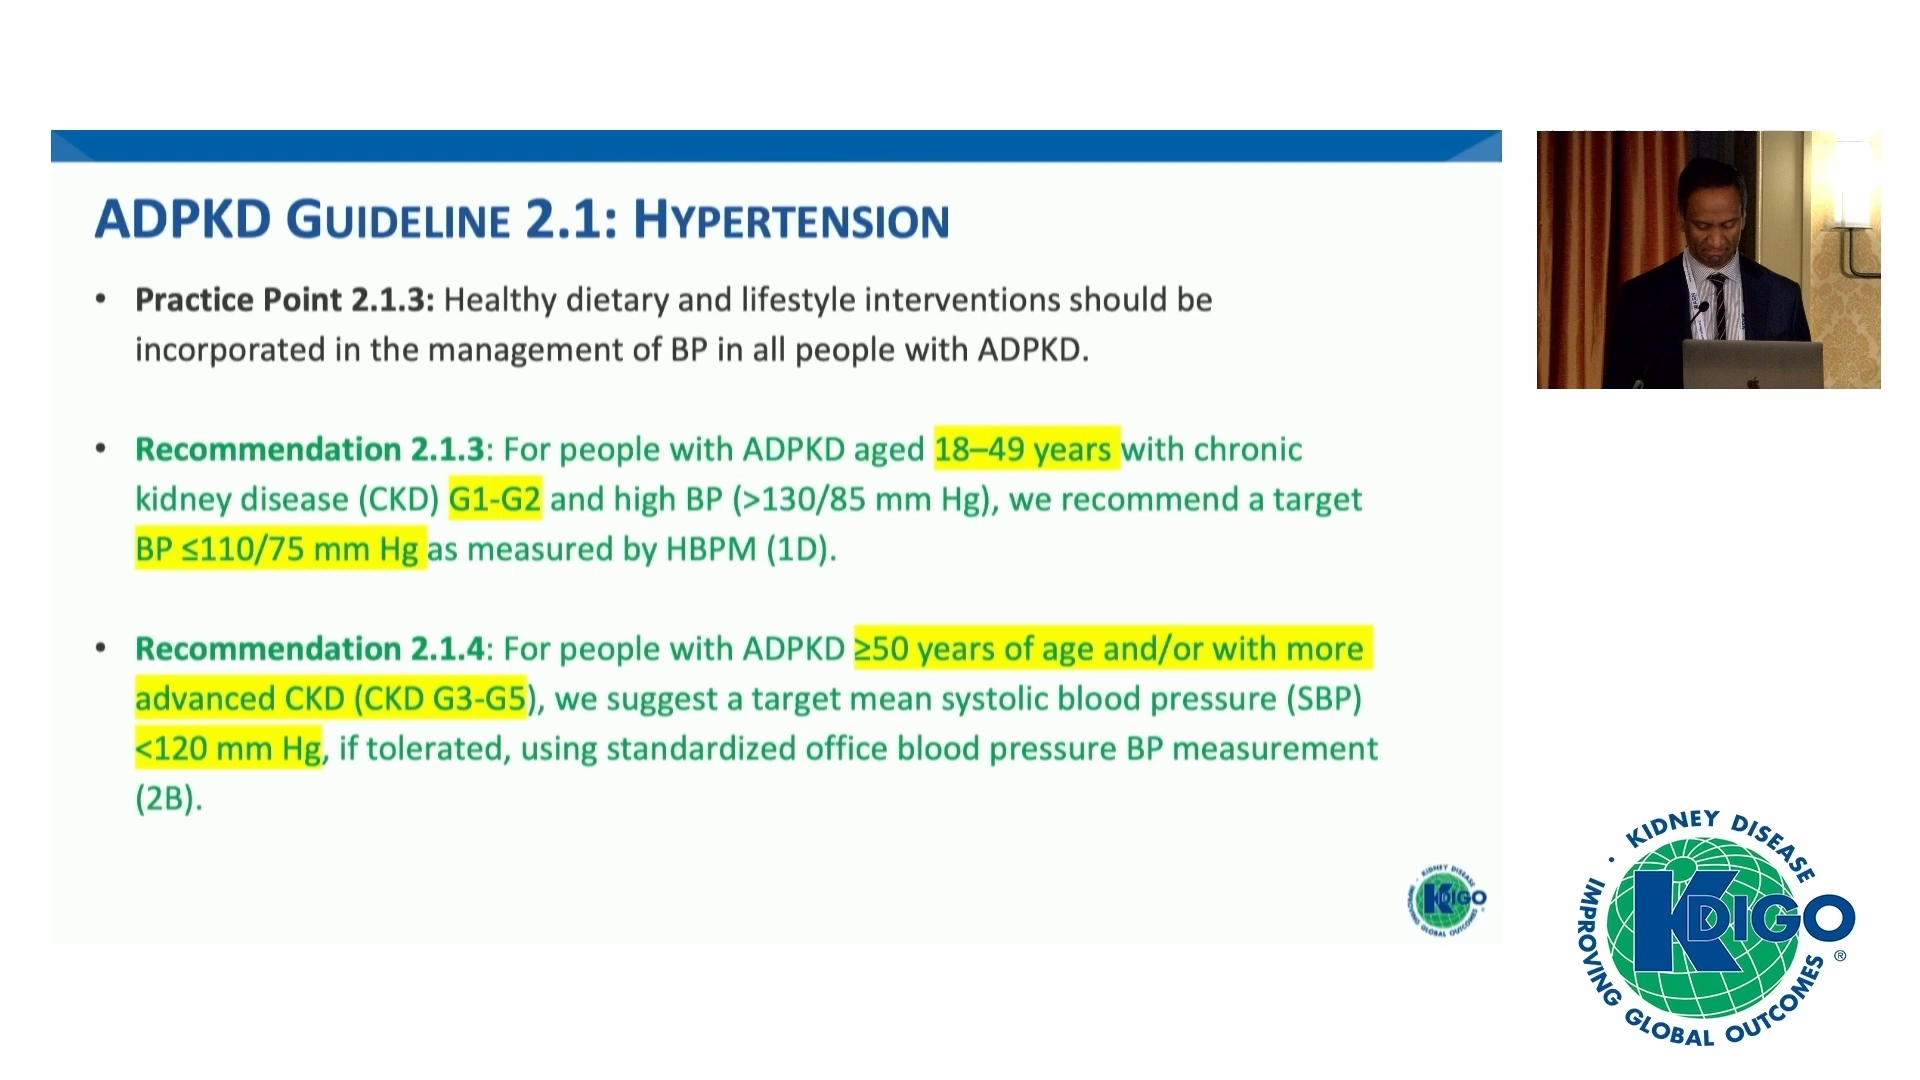 ADPKD GUIDELINE 2.1: HYPERTENSION
• Practice Point 2.1.3: Healthy dietary and lifestyle interventions should be
incorporated in the management of BP in all people with ADPKD.
• Recommendation 2.1.3: For people with ADPKD aged 18–49 years with chronic
kidney disease (CKD) G1-G2 and high BP (>130/85 mm Hg), we recommend a target
BP ≤110/75 mm Hg as measured by HBPM (1D).
• Recommendation 2.1.4: For people with ADPKD ≥50 years of age and/or with more
advanced CKD (CKD G3-G5), we suggest a target mean systolic blood pressure (SBP)
<120 mm Hg, if tolerated, using standardized office blood pressure BP measurement
(2B).
KIDNEY DISEASE
KDIGO
IMPROVING GLOBAL OUTCOMES
KIDNEY DISEASE
KDIGO
®
IMPROVING GLOBAL OUTCOMES